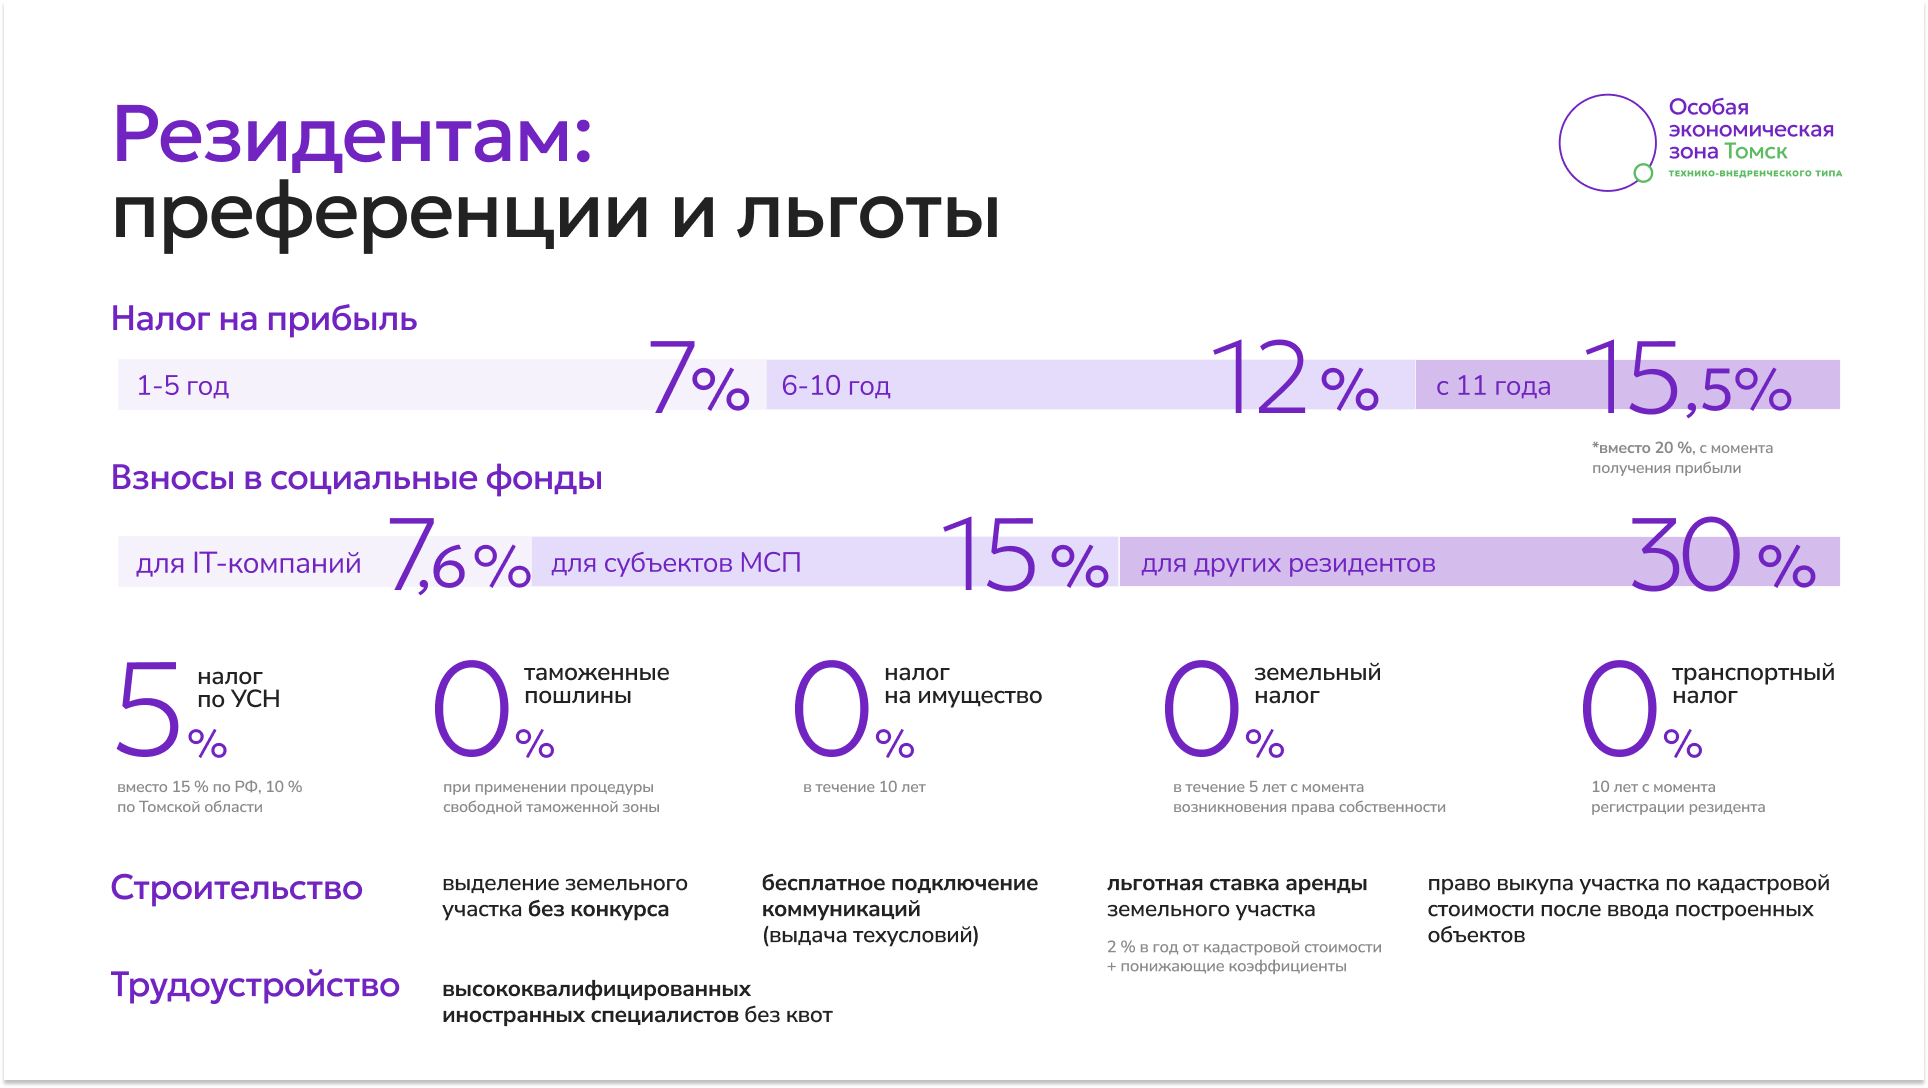 Резидентам:
преференции и льготы
Особая
экономическая
зона Томск
ТЕХНИКО-ВНЕДРЕНЧЕСКОГО ТИПА
Налог на прибыль
1-5 год 7% 6-10 год 12 % с 11 года 15,5%
*вместо 20 %, с момента
получения прибыли
Взносы в социальные фонды
для IT-компаний 7,6% для субъектов МСП 15 % для других резидентов 30 %
5 % налог
по УСН
вместо 15 % по РФ, 10 %
по Томской области
0 % таможенные
пошлины
при применении процедуры
свободной таможенной зоны
0 % налог
на имущество
в течение 10 лет
0 % земельный
налог
в течение 5 лет с момента
возникновения права собственности
0 % транспортный
налог
10 лет с момента
регистрации резидента
Строительство
выделение земельного
участка без конкурса
бесплатное подключение
коммуникаций
(выдача техусловий)
льготная ставка аренды
земельного участка
2 % в год от кадастровой стоимости
+ понижающие коэффициенты
право выкупа участка по кадастровой
стоимости после ввода построенных
объектов
Трудоустройство
высококвалифицированных
иностранных специалистов без квот